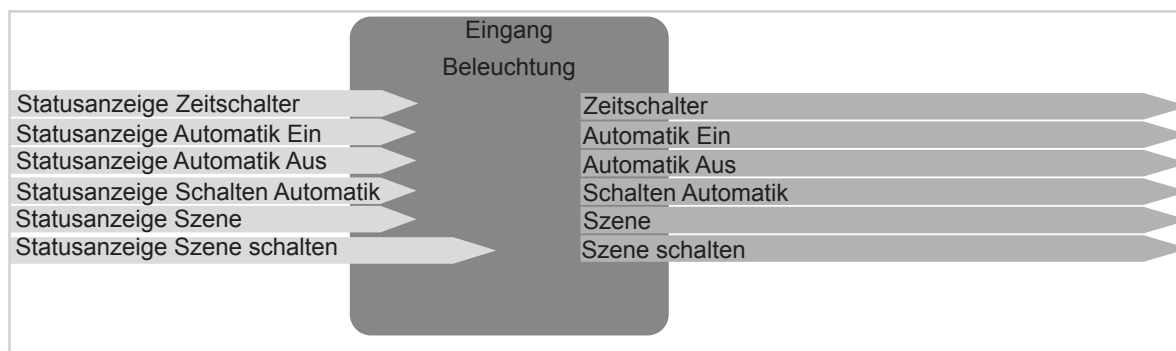 Eingang
Beleuchtung
Statusanzeige Zeitschalter
Statusanzeige Automatik Ein
Statusanzeige Automatik Aus
Statusanzeige Schalten Automatik
Statusanzeige Szene
Statusanzeige Szene schalten
Zeitschalter
Automatik Ein
Automatik Aus
Schalten Automatik
Szene
Szene schalten